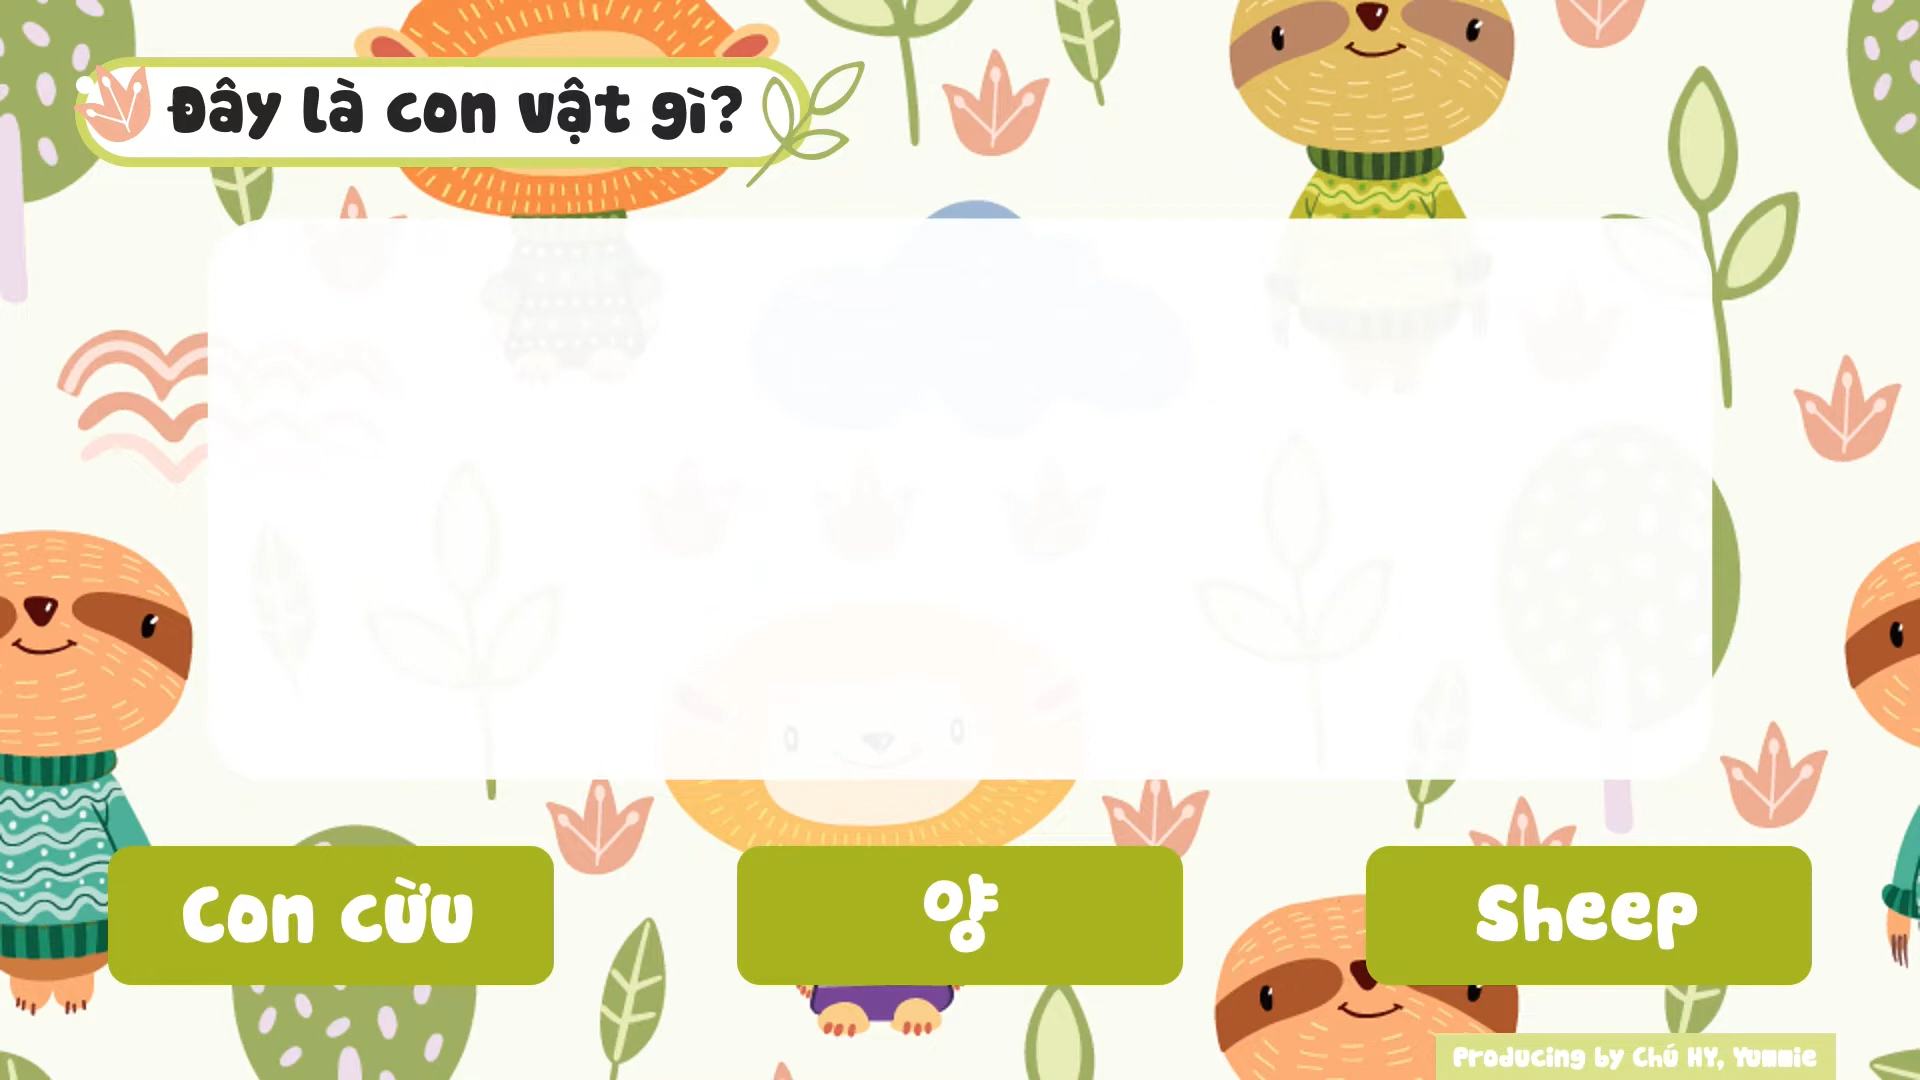 Đây là con vật gì?
Con cừu
양
Sheep
Producing by Chú HY, Yummie